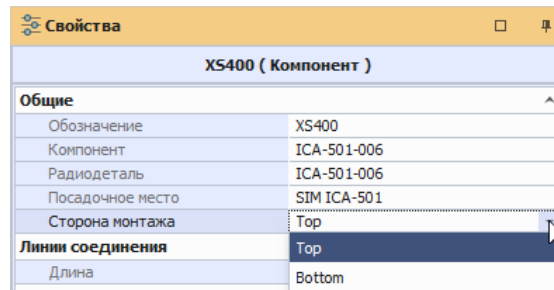 Свойства
XS400 ( Компонент )
Общие
Обозначение XS400
Компонент ICA-501-006
Радиодеталь ICA-501-006
Посадочное место SIM ICA-501
Сторона монтажа Top
Линии соединения Top
Длина
Bottom